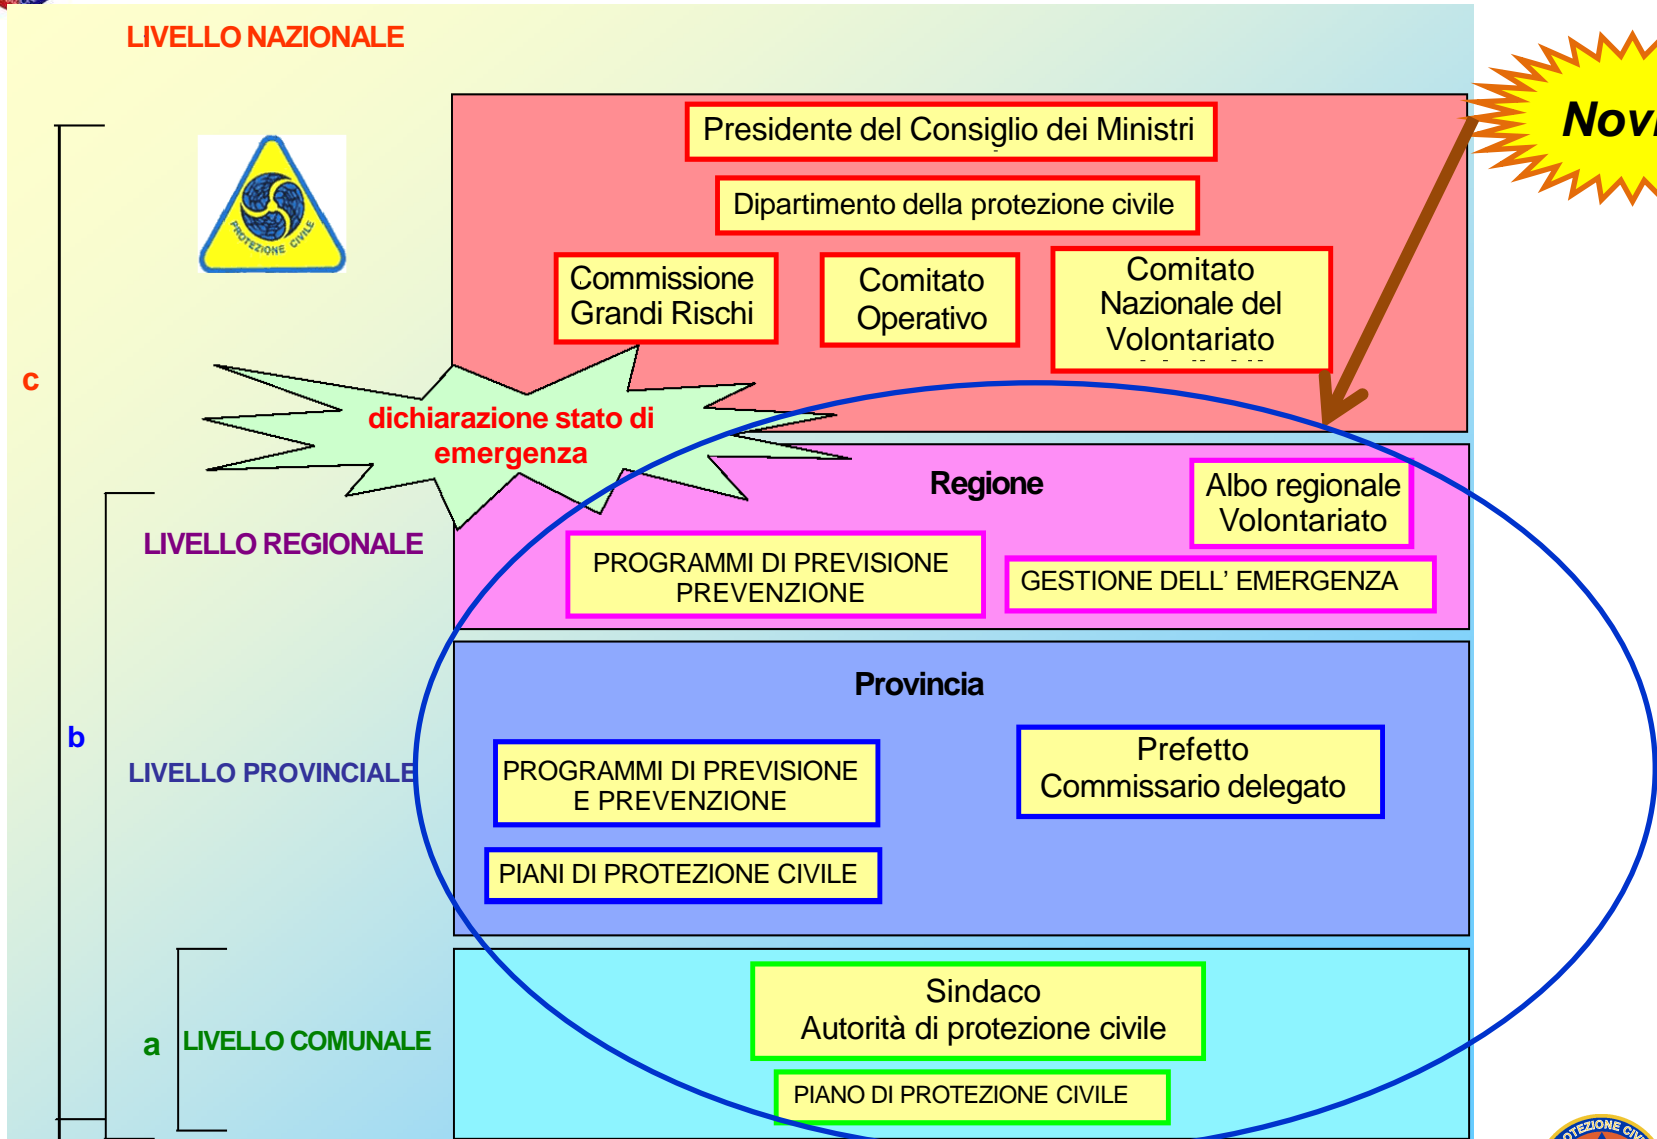 LIVELLO NAZIONALE
Presidente del Consiglio dei Ministri
Dipartimento della protezione civile
PROTEZIONE CIVILE
Commissione
Grandi Rischi
Comitato
Operativo
Comitato
Nazionale del
Volontariato
c
dichiarazione stato di
emergenza
Regione
Albo regionale
Volontariato
LIVELLO REGIONALE
PROGRAMMI DI PREVISIONE
PREVENZIONE
GESTIONE DELL' EMERGENZA
Provincia
b
LIVELLO PROVINCIALE
PROGRAMMI DI PREVISIONE
E PREVENZIONE
Prefetto
Commissario delegato
PIANI DI PROTEZIONE CIVILE
a
LIVELLO COMUNALE
Sindaco
Autorità di protezione civile
PIANO DI PROTEZIONE CIVILE